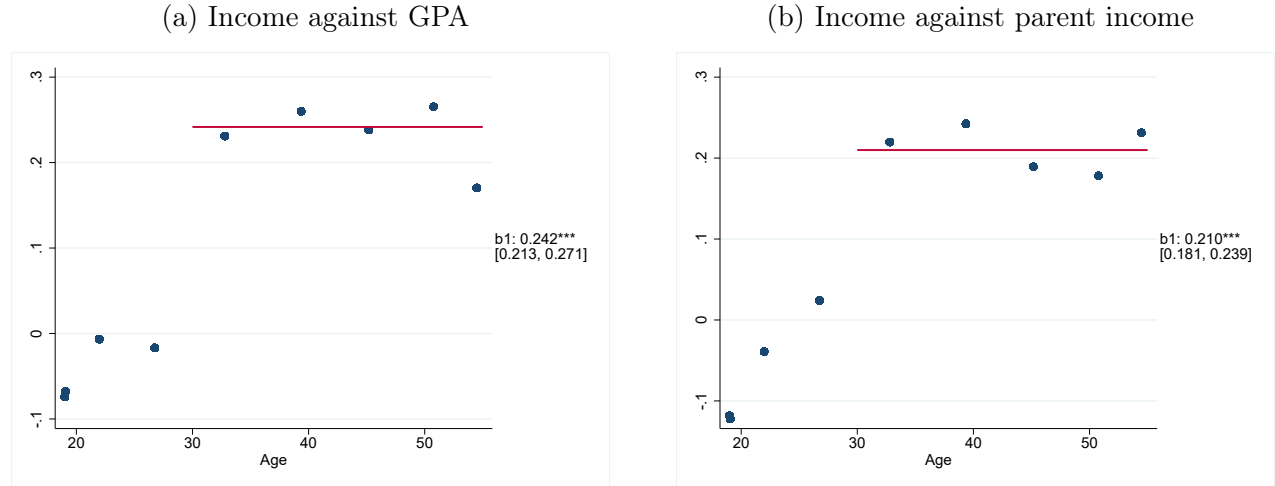 (a) Income against GPA
.3
.2
.1
0
-.1
20 30 40 50
Age
b1: 0.242***
[0.213, 0.271]
(b) Income against parent income
.3
.2
.1
0
-.1
20 30 40 50
Age
b1: 0.210***
[0.181, 0.239]